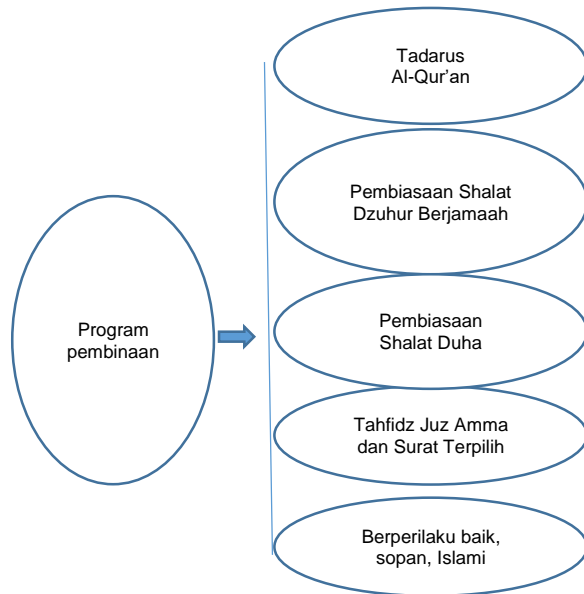 Tadarus
Al-Qur'an
Pembiasaan Shalat
Dzuhur Berjamaah
Program
pembinaan
Pembiasaan
Shalat Duha
Tahfidz Juz Amma
dan Surat Terpilih
Berperilaku baik,
sopan, Islami